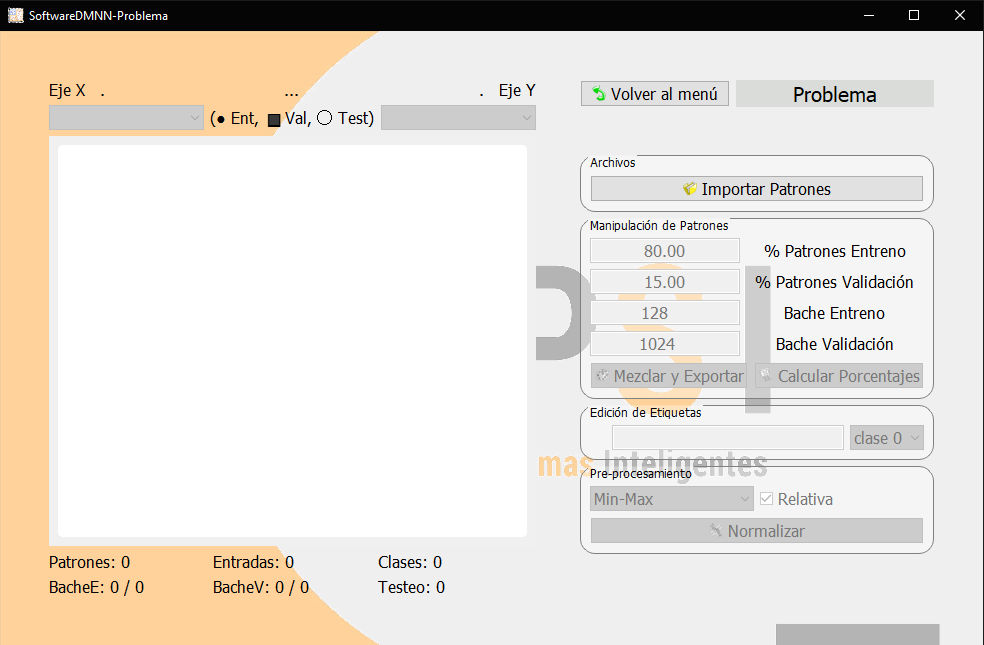 SoftwareDMNN-Problema
Eje X . ... . Eje Y
(● Ent, ■ Val, ○ Test)
Volver al menú
Problema
Archivos
Importar Patrones
Manipulación de Patrones
80.00 % Patrones Entreno
15.00 % Patrones Validación
128 Bache Entreno
1024 Bache Validación
Mezclar y Exportar Calcular Porcentajes
Edición de Etiquetas
clase 0
mas Inteligentes
Pre-procesamiento
Min-Max Relativa
Normalizar
Patrones: 0 Entradas: 0 Clases: 0
BacheE: 0 / 0 BacheV: 0 / 0 Testeo: 0